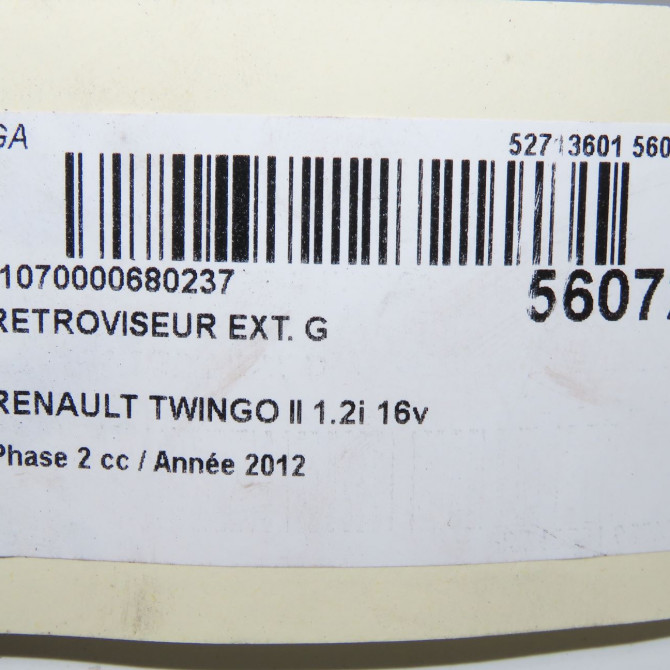 GA
52713601 560
1070000680237
5607
RETROVISEUR EXT. G
RENAULT TWINGO II 1.2i 16v
Phase 2 cc / Année 2012